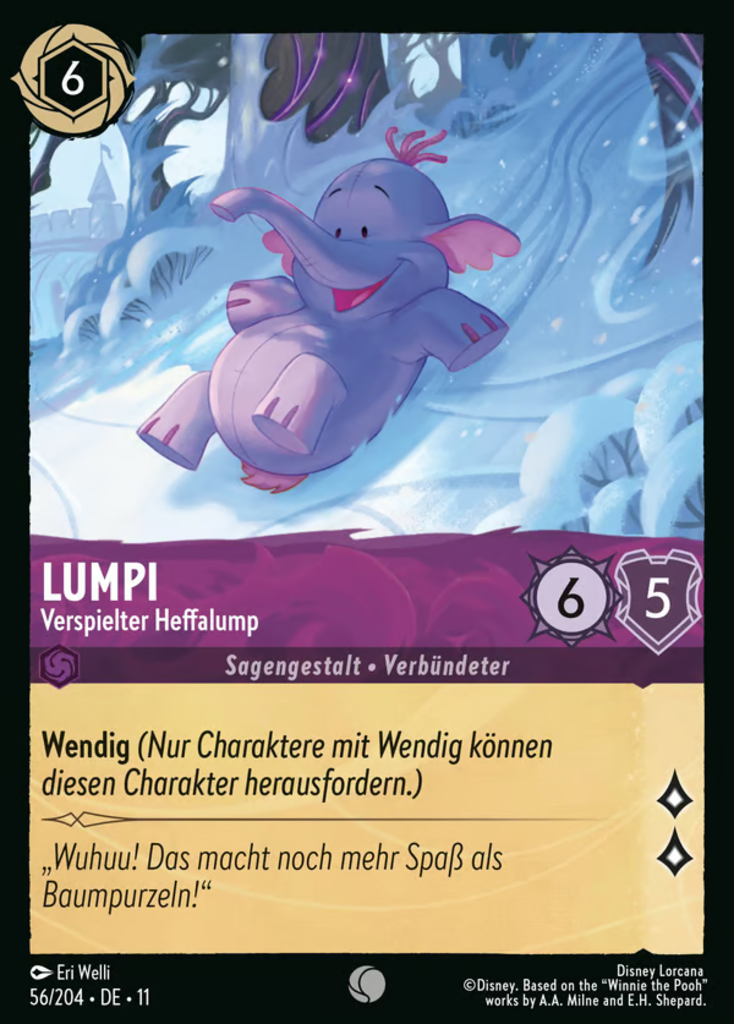 6
LUMPI
Verspielter Heffalump
6
5
Sagengestalt • Verbündeter
Wendig (Nur Charaktere mit Wendig können
diesen Charakter herausfordern.)
„Wuhuu! Das macht noch mehr Spaß als
Baumpurzeln!“
Eri Welli
56/204 • DE • 11
Disney Lorcana
©Disney. Based on the “Winnie the Pooh”
works by A.A. Milne and E.H. Shepard.